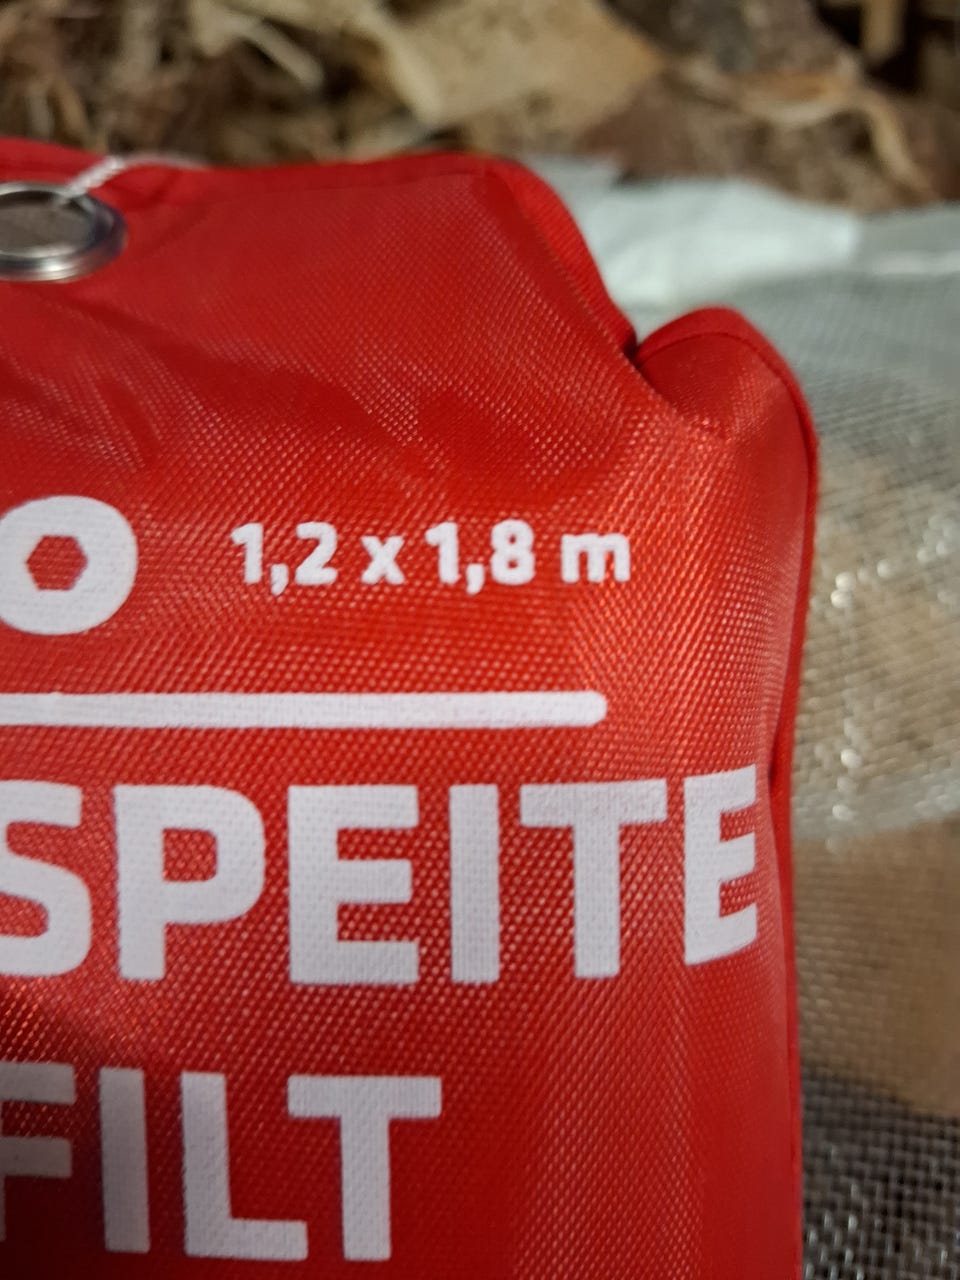 O 1,2 x 1,8 m
SPEITE
FILT